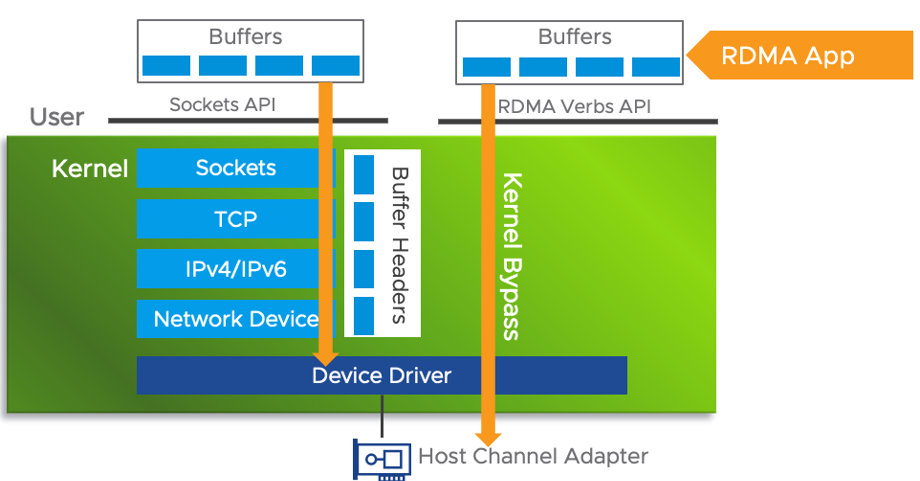 Buffers
Buffers
RDMA App
Sockets API
RDMA Verbs API
User
Kernel
Sockets
TCP
IPv4/IPv6
Network Device
Buffer Headers
Kernel Bypass
Device Driver
Host Channel Adapter